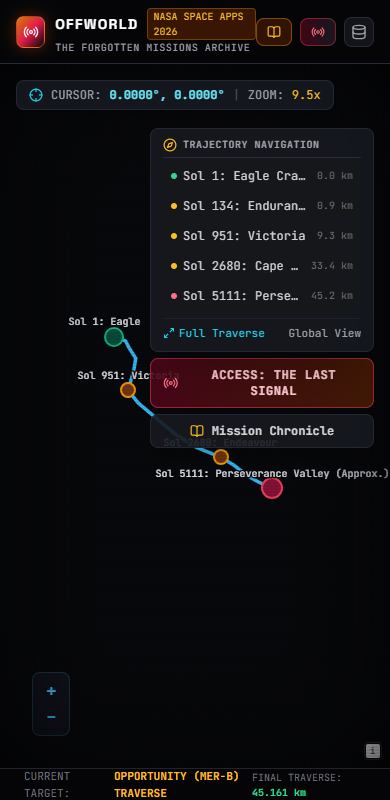 OFFWORLD
NASA SPACE APPS
2026
THE FORGOTTEN MISSIONS ARCHIVE
CURSOR: 0.0000°, 0.0000° | ZOOM: 9.5x
TRAJECTORY NAVIGATION
Sol 1: Eagle Cra… 0.0 km
Sol 134: Enduran… 0.9 km
Sol 951: Victoria 9.3 km
Sol 2680: Cape … 33.4 km
Sol 5111: Perse… 45.2 km
Full Traverse Global View
Sol 1: Eagle
ACCESS: THE LAST
SIGNAL
Sol 951: Victoria
Mission Chronicle
Sol 2680: Endeavour
Sol 5111: Perseverance Valley (Approx.)
+
−
i
CURRENT
TARGET:
OPPORTUNITY (MER-B)
TRAVERSE
FINAL TRAVERSE:
45.161 km